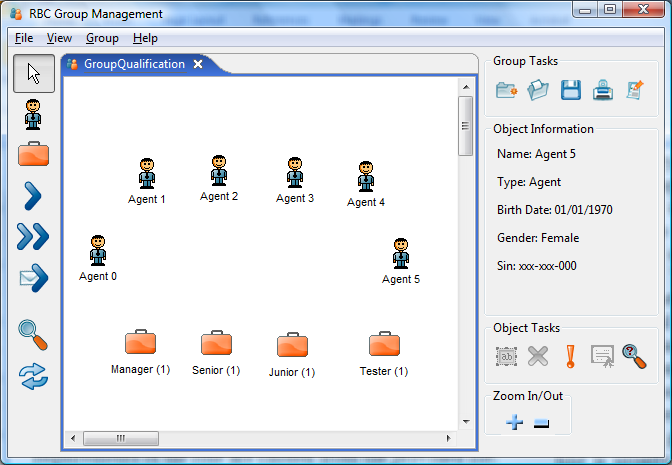 RBC Group Management
File View Group Help
GroupQualification
Agent 1
Agent 2
Agent 3
Agent 4
Agent 0
Agent 5
Manager (1)
Senior (1)
Junior (1)
Tester (1)
Group Tasks
Object Information
Name: Agent 5
Type: Agent
Birth Date: 01/01/1970
Gender: Female
Sin: xxx-xxx-000
Object Tasks
ab
Zoom In/Out